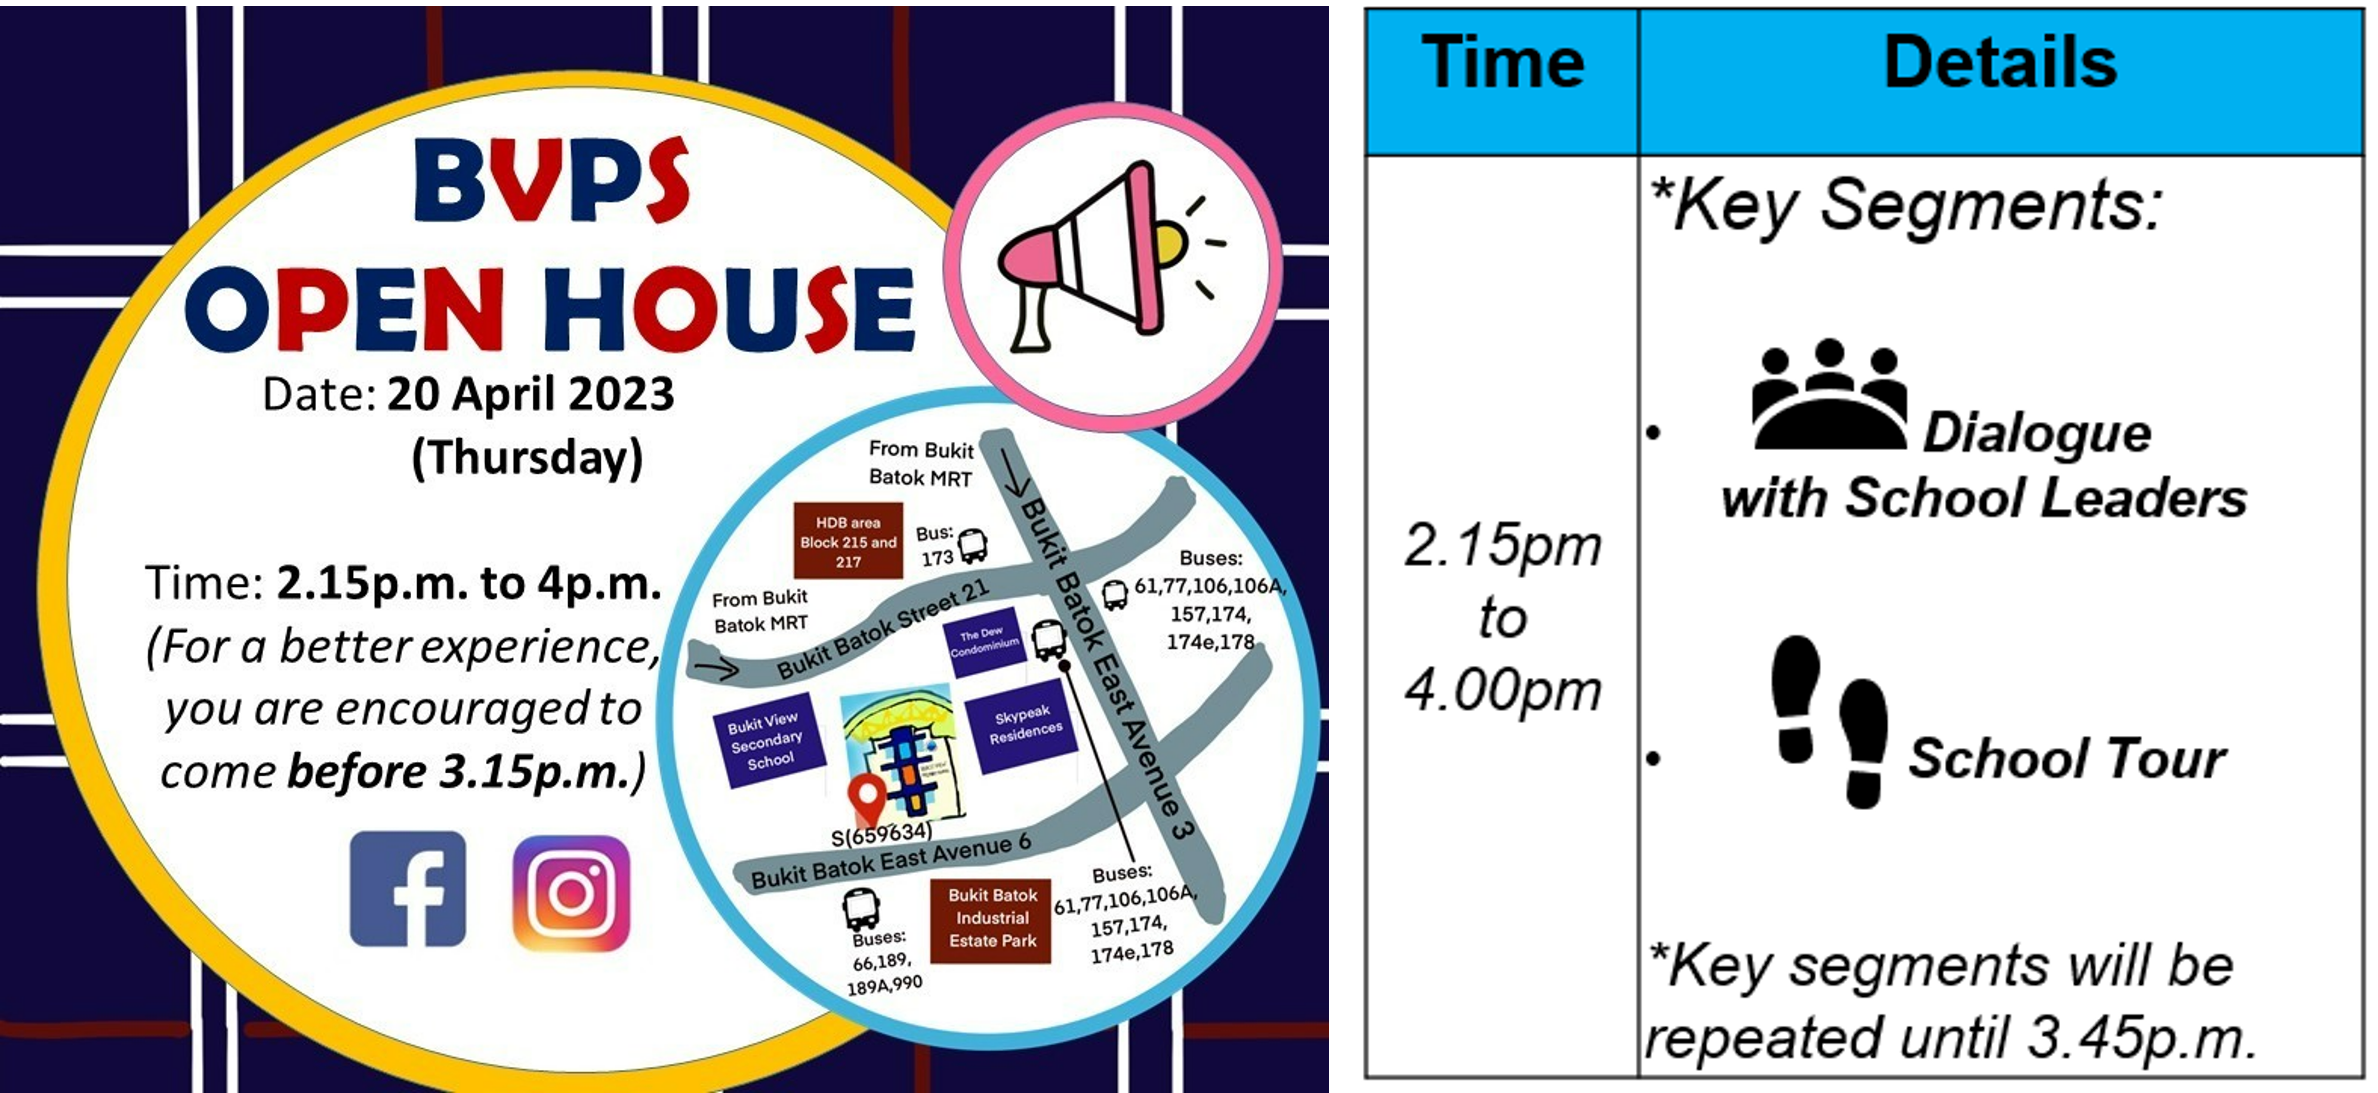 BVPS
OPEN HOUSE
Date: 20 April 2023
(Thursday)
Time: 2.15p.m. to 4p.m.
(For a better experience,
you are encouraged to
come before 3.15p.m.)
From Bukit
Batok MRT
HDB area
Block 215 and
217
Bus:
173
From Bukit
Batok MRT
Bukit Batok Street 21
Bukit Batok East Avenue 3
Buses:
61,77,106,106A,
157,174,
174e,178
The Dew
Condominium
Bukit View
Secondary
School
Skypeak
Residences
S(659634)
Bukit Batok East Avenue 6
Buses:
66,189,
189A,990
Bukit Batok
Industrial
Estate Park
Buses:
61,77,106,106A,
157,174,
174e,178
Time
Details
2.15pm
to
4.00pm
*Key Segments:
• Dialogue
with School Leaders
• School Tour
*Key segments will be
repeated until 3.45p.m.